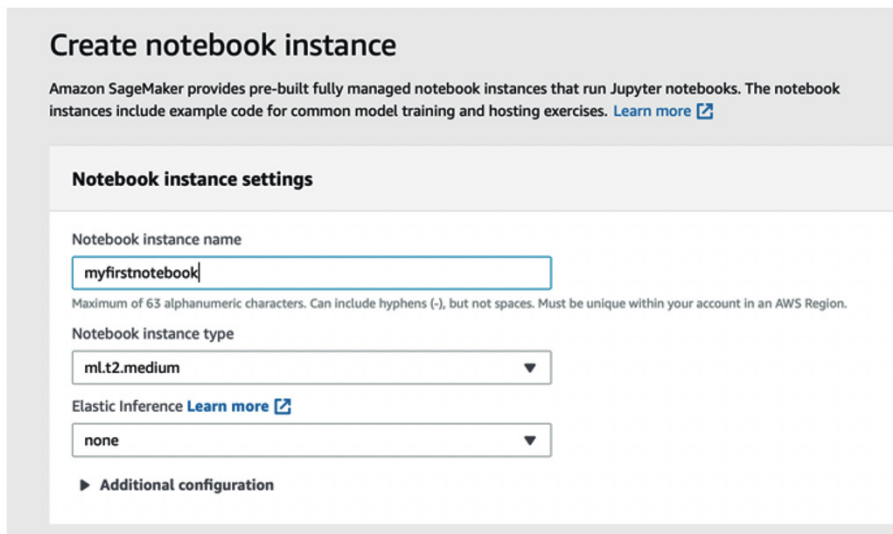 Create notebook instance
Amazon SageMaker provides pre-built fully managed notebook instances that run Jupyter notebooks. The notebook
instances include example code for common model training and hosting exercises. Learn more
Notebook instance settings
Notebook instance name
myfirstnotebook
Maximum of 63 alphanumeric characters. Can include hyphens (-), but not spaces. Must be unique within your account in an AWS Region.
Notebook instance type
ml.t2.medium
Elastic Inference Learn more
none
Additional configuration